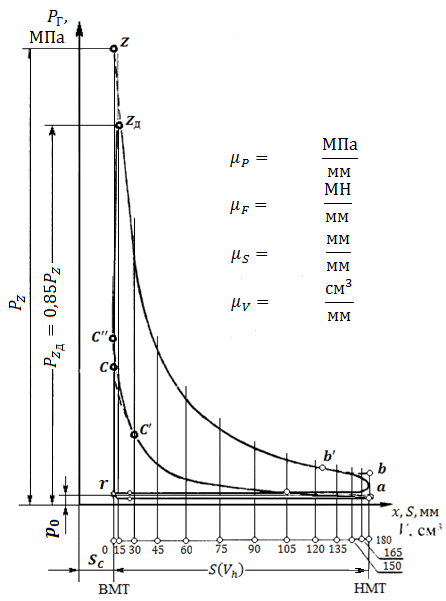 P_Г,
МПа
z
z_Д
μ_P = МПа/мм
μ_F = МН/мм
μ_S = мм/мм
μ_V = см³/мм
P_Z
P_{Z_Д} = 0,85P_Z
C''
C
C'
b'
b
r
a
p_0
x, S, мм
V, см³
0 15 30 45 60 75 90 105 120 135 180
165
150
S_C
S(V_h)
ВМТ
НМТ